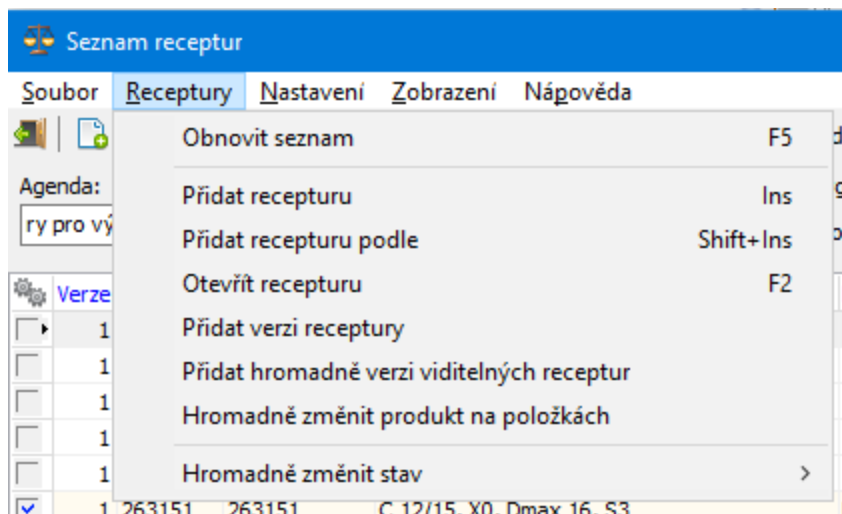 Seznam receptur
Soubor Receptury Nastavení Zobrazení Nápověda
Obnovit seznam F5
Agenda:
Přidat recepturu Ins
ry pro vý
Přidat recepturu podle Shift+Ins
Otevřít recepturu F2
Verze
Přidat verzi receptury
1
Přidat hromadně verzi viditelných receptur
1
Hromadně změnit produkt na položkách
1
1
Hromadně změnit stav >
1
1 263151 263151 C 12/15, X0, Dmax 16, S3